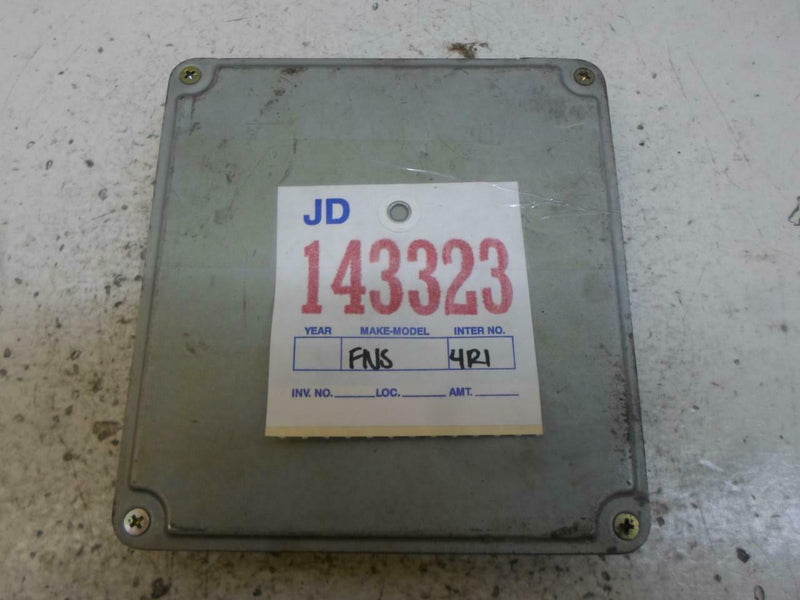 JD
143323
YEAR MAKE-MODEL INTER NO.
FNS 4R1
INV. NO. LOC. AMT.